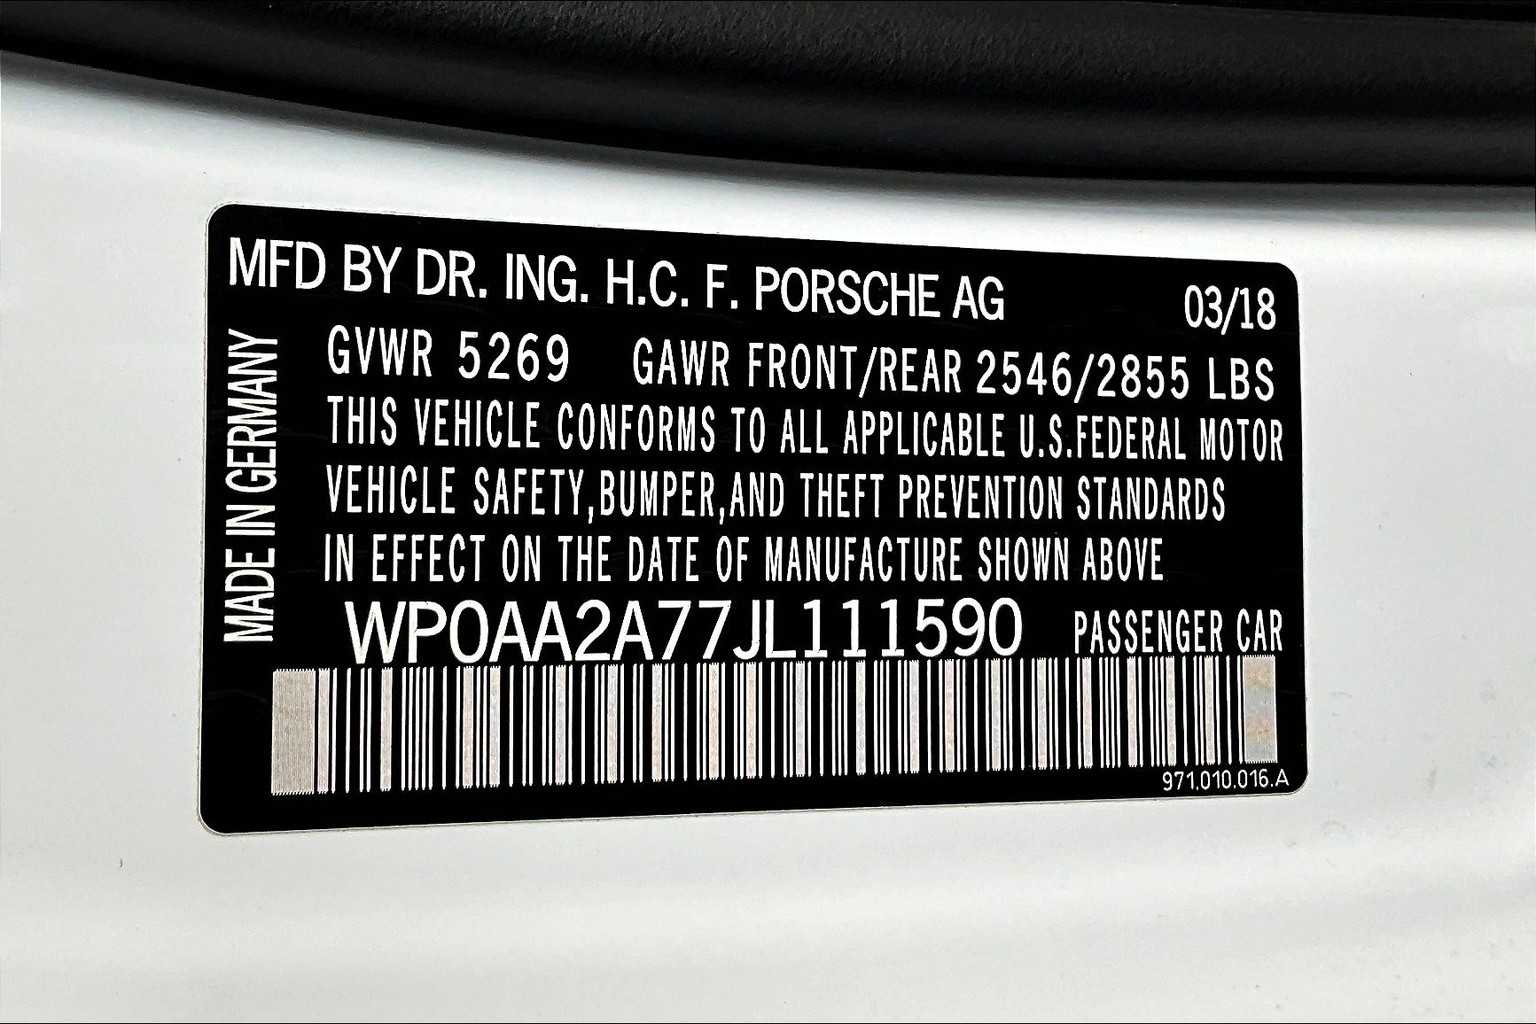 MFD BY DR. ING. H.C. F. PORSCHE AG 03/18
GVWR 5269 GAWR FRONT/REAR 2546/2855 LBS
THIS VEHICLE CONFORMS TO ALL APPLICABLE U.S.FEDERAL MOTOR
VEHICLE SAFETY,BUMPER,AND THEFT PREVENTION STANDARDS
IN EFFECT ON THE DATE OF MANUFACTURE SHOWN ABOVE
WP0AA2A77JL111590 PASSENGER CAR
971.010.016.A
MADE IN GERMANY